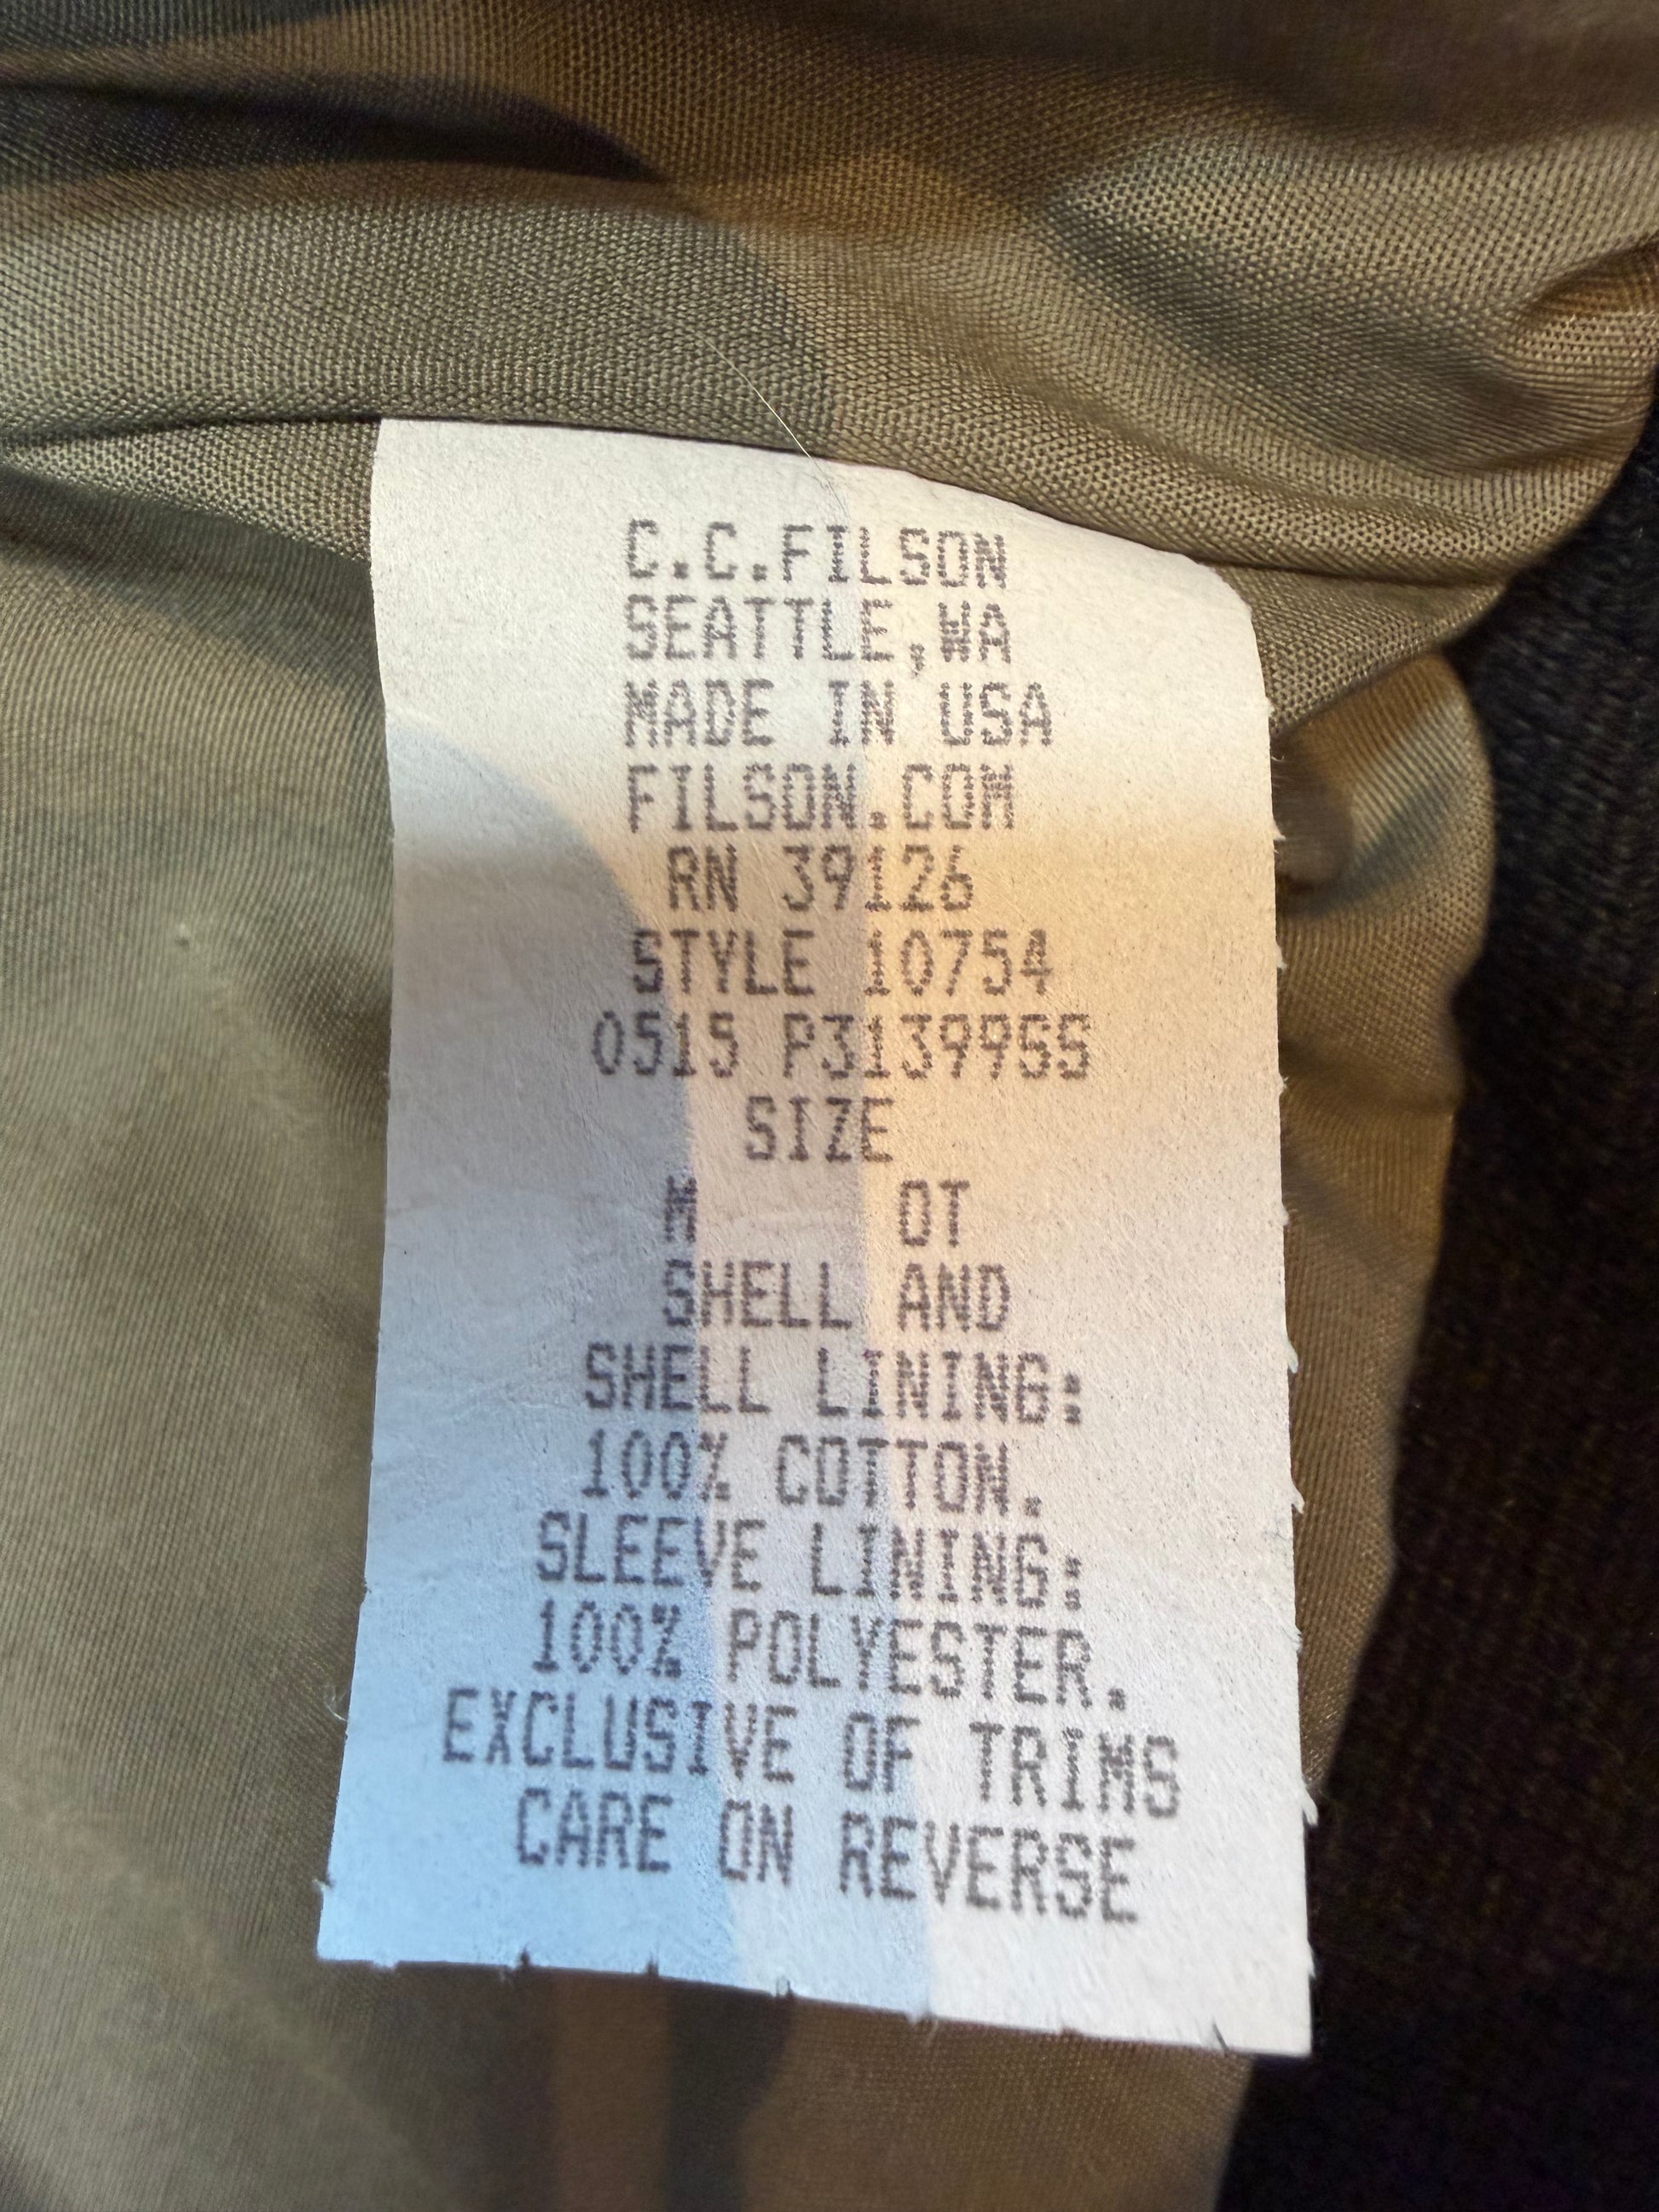 C.C.FILSON
SEATTLE,WA
MADE IN USA
FILSON.COM
RN 39126
STYLE 10754
0515 P313995S
SIZE
M OT
SHELL AND
SHELL LINING:
100% COTTON.
SLEEVE LINING:
100% POLYESTER.
EXCLUSIVE OF TRIMS
CARE ON REVERSE